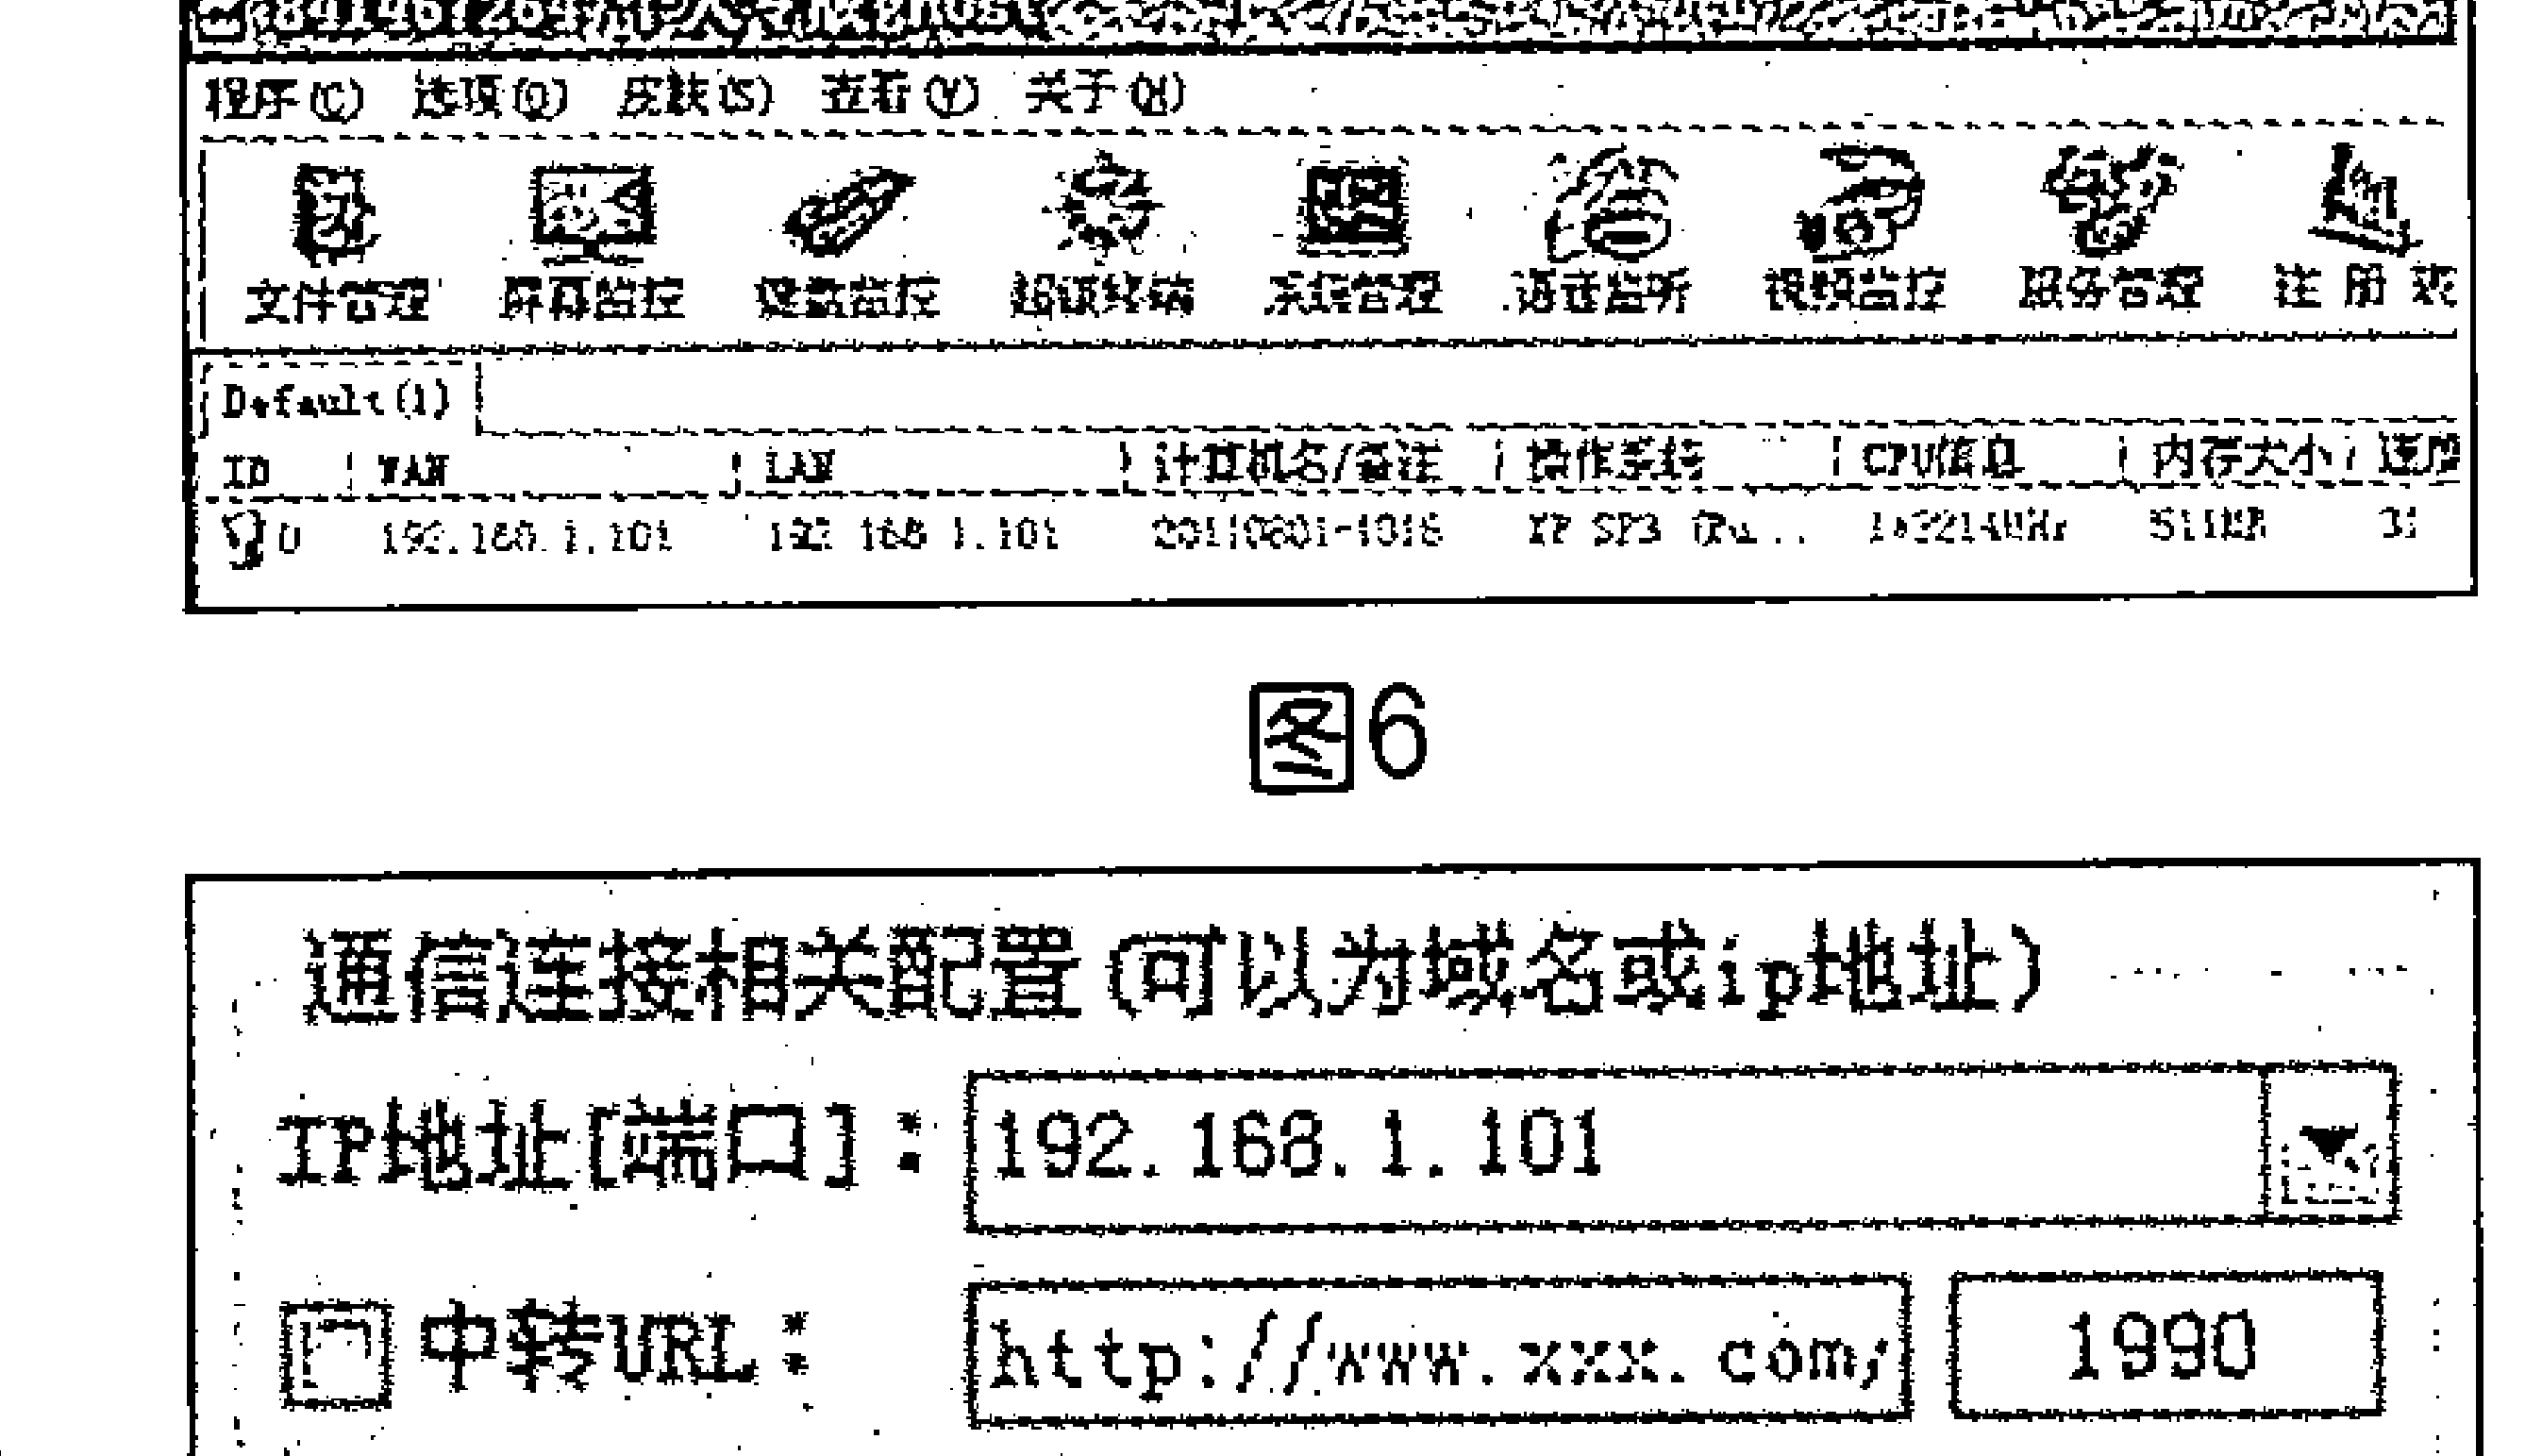 程序(C) 选项(O) 皮肤(S) 查看(V) 关于(H)
文件管理 屏幕监控 键盘监控 超级终端 系统管理 语音监听 视频监控 服务管理 注册表
Default(1)
ID WAN LAN 计算机名/备注 操作系统 CPU信息 内存大小
0 192.168.1.101 192.168.1.101 XP SP3 511MB
图6
通信连接相关配置(可以为域名或ip地址)
IP地址[端口]: 192.168.1.101
中转URL: http://www.xxx.com/ 1990